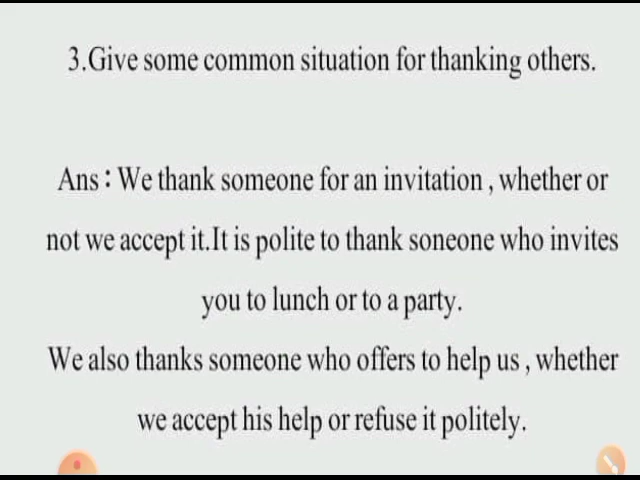 3.Give some common situation for thanking others.
Ans : We thank someone for an invitation , whether or
not we accept it.It is polite to thank soneone who invites
you to lunch or to a party.
We also thanks someone who offers to help us , whether
we accept his help or refuse it politely.